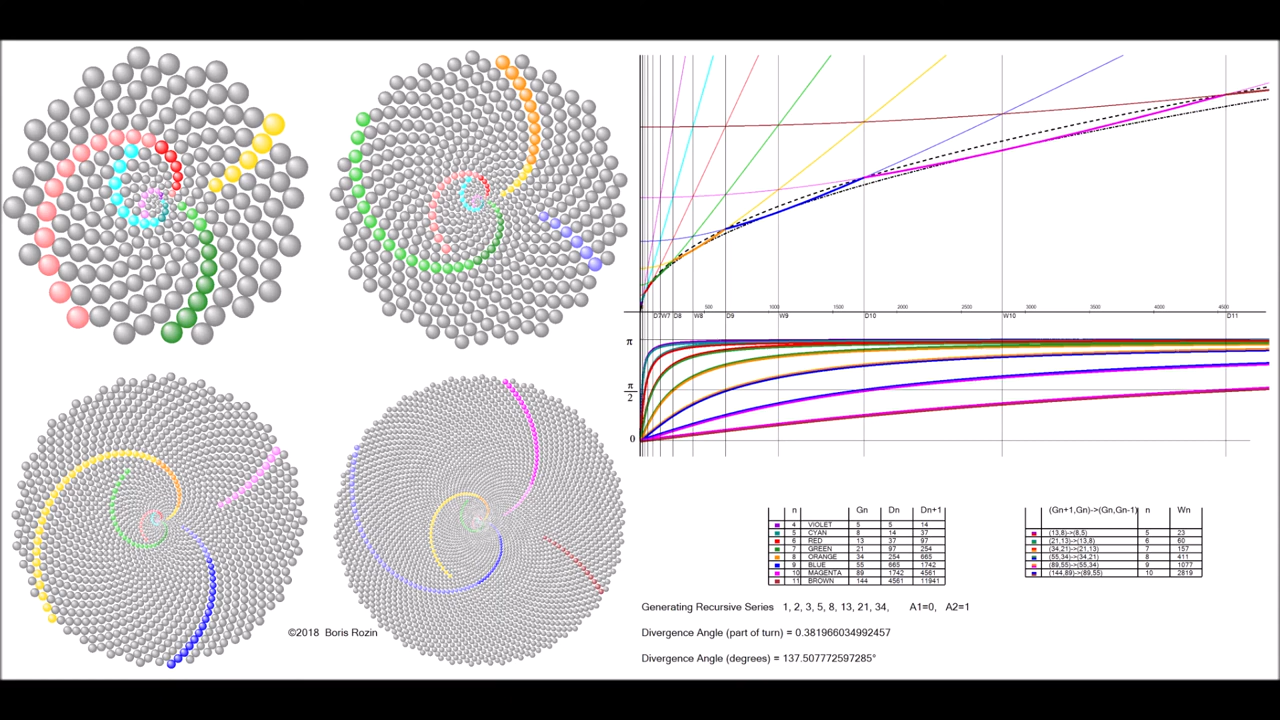 500 1000 1500 2000 2500 3000 3500 4000 4500
D7 W7 D8 W8 D9 W9 D10 W10 D11
π
π
2
0
n Gn Dn Dn+1
4 VIOLET 5 5 14
5 CYAN 8 14 37
6 RED 13 37 97
7 GREEN 21 97 254
8 ORANGE 34 254 665
9 BLUE 55 665 1742
10 MAGENTA 89 1742 4561
11 BROWN 144 4561 11941
(Gn+1,Gn)->(Gn,Gn-1) n Wn
(13,8)->(8,5) 5 23
(21,13)->(13,8) 6 60
(34,21)->(21,13) 7 157
(55,34)->(34,21) 8 411
(89,55)->(55,34) 9 1077
(144,89)->(89,55) 10 2819
Generating Recursive Series 1, 2, 3, 5, 8, 13, 21, 34, A1=0, A2=1
©2018 Boris Rozin
Divergence Angle (part of turn) = 0.381966034992457
Divergence Angle (degrees) = 137.507772597285°